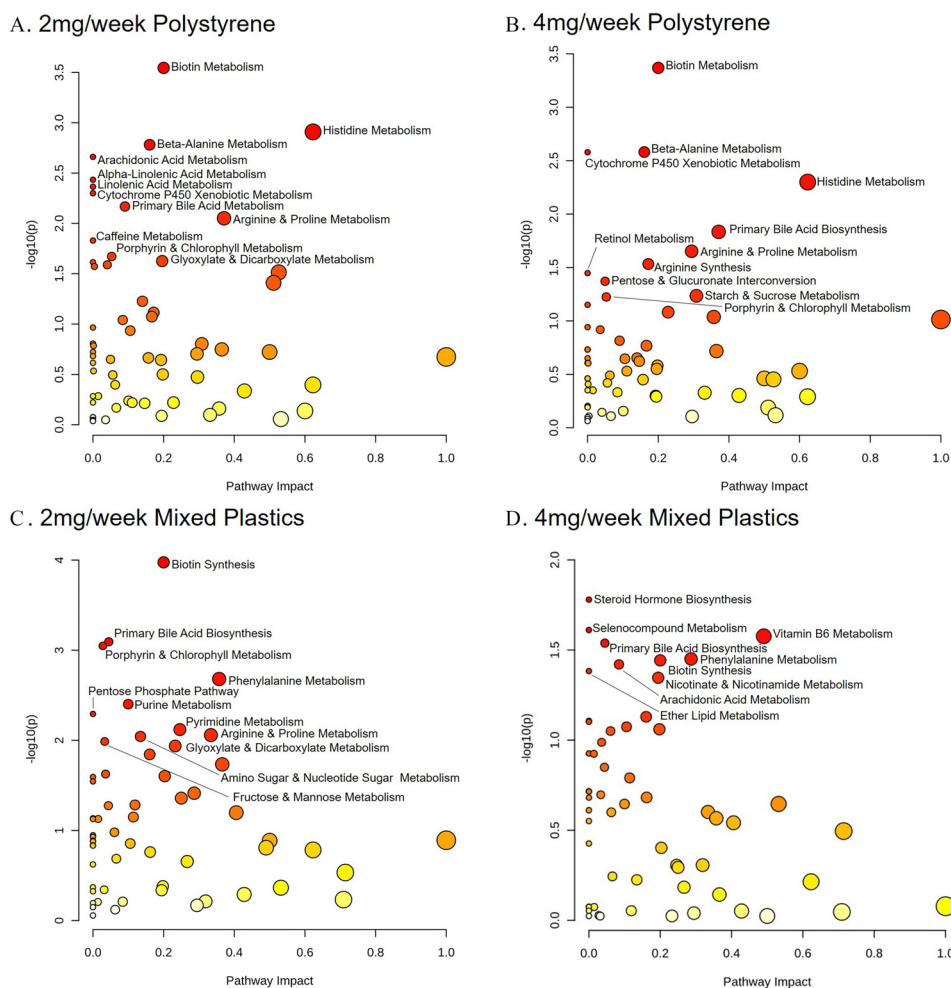 A. 2mg/week Polystyrene
3.5
3.0
2.5
2.0
1.5
1.0
0.5
0.0
-log10(p)
Biotin Metabolism
Histidine Metabolism
Beta-Alanine Metabolism
Arachidonic Acid Metabolism
Alpha-Linolenic Acid Metabolism
Linolenic Acid Metabolism
Cytochrome P450 Xenobiotic Metabolism
Primary Bile Acid Metabolism
Arginine & Proline Metabolism
Caffeine Metabolism
Porphyrin & Chlorophyll Metabolism
Glyoxylate & Dicarboxylate Metabolism
0.0 0.2 0.4 0.6 0.8 1.0
Pathway Impact
B. 4mg/week Polystyrene
3.5
3.0
2.5
2.0
1.5
1.0
0.5
0.0
-log10(p)
Biotin Metabolism
Beta-Alanine Metabolism
Cytochrome P450 Xenobiotic Metabolism
Histidine Metabolism
Primary Bile Acid Biosynthesis
Retinol Metabolism
Arginine & Proline Metabolism
Arginine Synthesis
Pentose & Glucuronate Interconversion
Starch & Sucrose Metabolism
Porphyrin & Chlorophyll Metabolism
0.0 0.2 0.4 0.6 0.8 1.0
Pathway Impact
C. 2mg/week Mixed Plastics
4
3
2
1
0
-log10(p)
Biotin Synthesis
Primary Bile Acid Biosynthesis
Porphyrin & Chlorophyll Metabolism
Phenylalanine Metabolism
Pentose Phosphate Pathway
Purine Metabolism
Pyrimidine Metabolism
Arginine & Proline Metabolism
Glyoxylate & Dicarboxylate Metabolism
Amino Sugar & Nucleotide Sugar Metabolism
Fructose & Mannose Metabolism
0.0 0.2 0.4 0.6 0.8 1.0
Pathway Impact
D. 4mg/week Mixed Plastics
2.0
1.5
1.0
0.5
0.0
-log10(p)
Steroid Hormone Biosynthesis
Selenocompound Metabolism
Vitamin B6 Metabolism
Primary Bile Acid Biosynthesis
Phenylalanine Metabolism
Biotin Synthesis
Nicotinate & Nicotinamide Metabolism
Arachidonic Acid Metabolism
Ether Lipid Metabolism
0.0 0.2 0.4 0.6 0.8 1.0
Pathway Impact